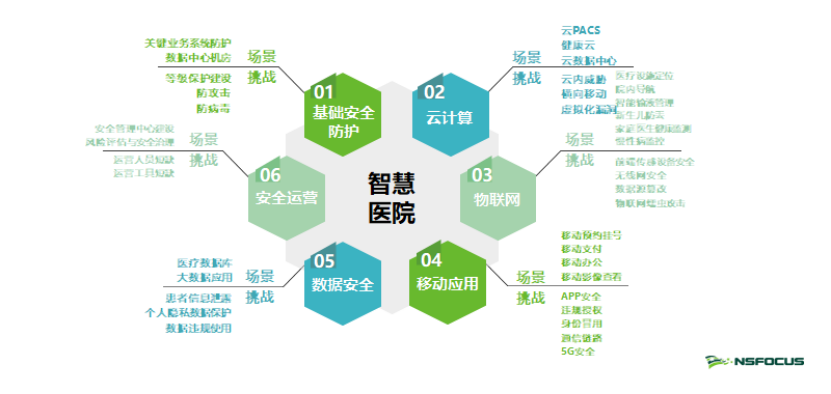 关键业务系统防护
数据中心机房
场景
挑战
等级保护建设
防攻击
防病毒
01
基础安全
防护
云PACS
健康云
云数据中心
场景
挑战
云内威胁
横向移动
虚拟化漏洞
02
云计算
医疗设施定位
院内导航
智能输液管理
新生儿防丢
家庭医生健康监测
慢性病监控
场景
挑战
前端传感设备安全
无线网安全
数据源篡改
物联网蠕虫攻击
03
物联网
安全管理中心建设
风险评估与安全治理
场景
挑战
运营人员短缺
运营工具短缺
06
安全运营
智慧
医院
医疗数据库
大数据应用
场景
挑战
患者信息泄露
个人隐私数据保护
数据违规使用
05
数据安全
04
移动应用
移动预约挂号
移动支付
移动办公
移动影像查看
场景
挑战
APP安全
违规授权
身份冒用
通信链路
5G安全
NSFOCUS